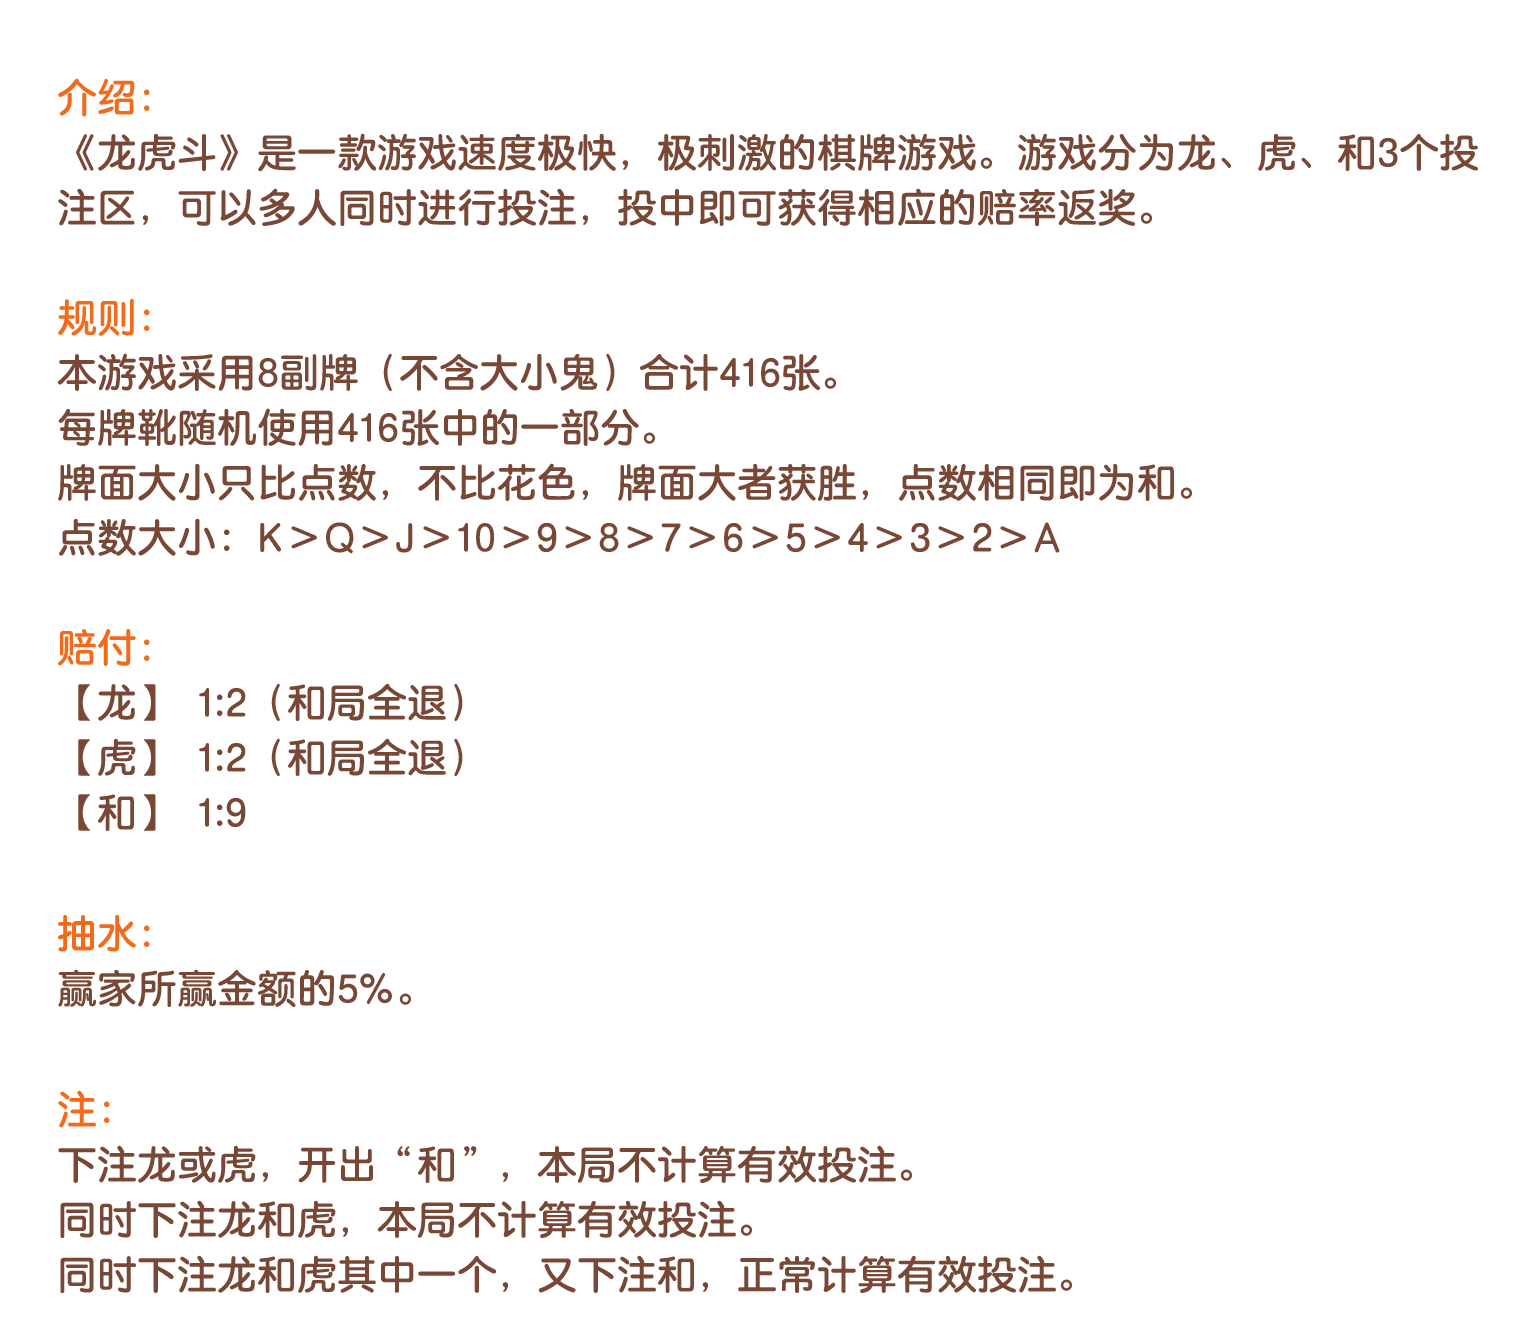 介绍：
《龙虎斗》是一款游戏速度极快，极刺激的棋牌游戏。游戏分为龙、虎、和3个投
注区，可以多人同时进行投注，投中即可获得相应的赔率返奖。
规则：
本游戏采用8副牌（不含大小鬼）合计416张。
每牌靴随机使用416张中的一部分。
牌面大小只比点数，不比花色，牌面大者获胜，点数相同即为和。
点数大小：K＞Q＞J＞10＞9＞8＞7＞6＞5＞4＞3＞2＞A
赔付：
【龙】 1:2（和局全退）
【虎】 1:2（和局全退）
【和】 1:9
抽水：
赢家所赢金额的5%。
注：
下注龙或虎，开出“和”，本局不计算有效投注。
同时下注龙和虎，本局不计算有效投注。
同时下注龙和虎其中一个，又下注和，正常计算有效投注。